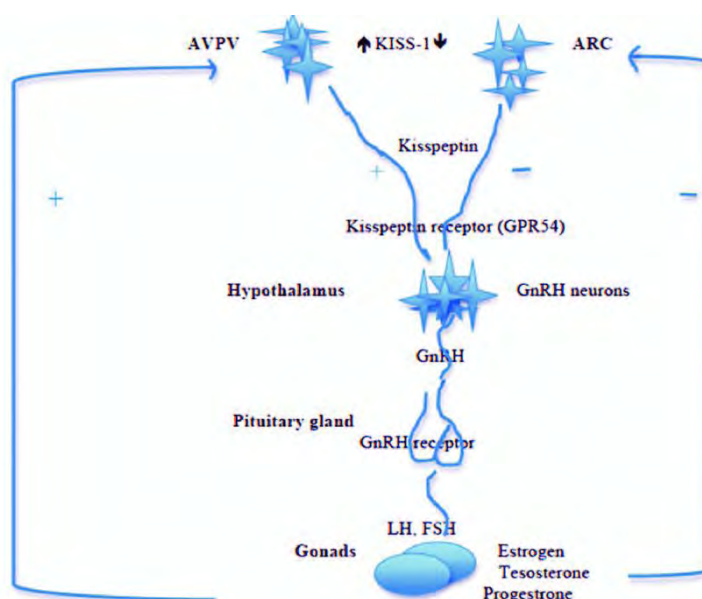 AVPV
KISS-1
ARC
Kisspeptin
+
+
Kisspeptin receptor (GPR54)
Hypothalamus
GnRH neurons
GnRH
Pituitary gland
GnRH receptor
LH, FSH
Gonads
Estrogen
Tesosterone
Progestrone